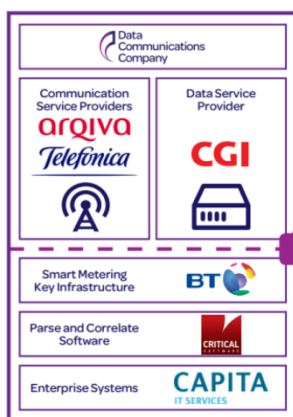 Data
Communications
Company
Communication
Service Providers
arqiva
Telefónica
Data Service
Provider
CGI
Smart Metering
Key Infrastructure
BT
Parse and Correlate
Software
CRITICAL
SOFTWARE
Enterprise Systems
CAPITA
IT SERVICES